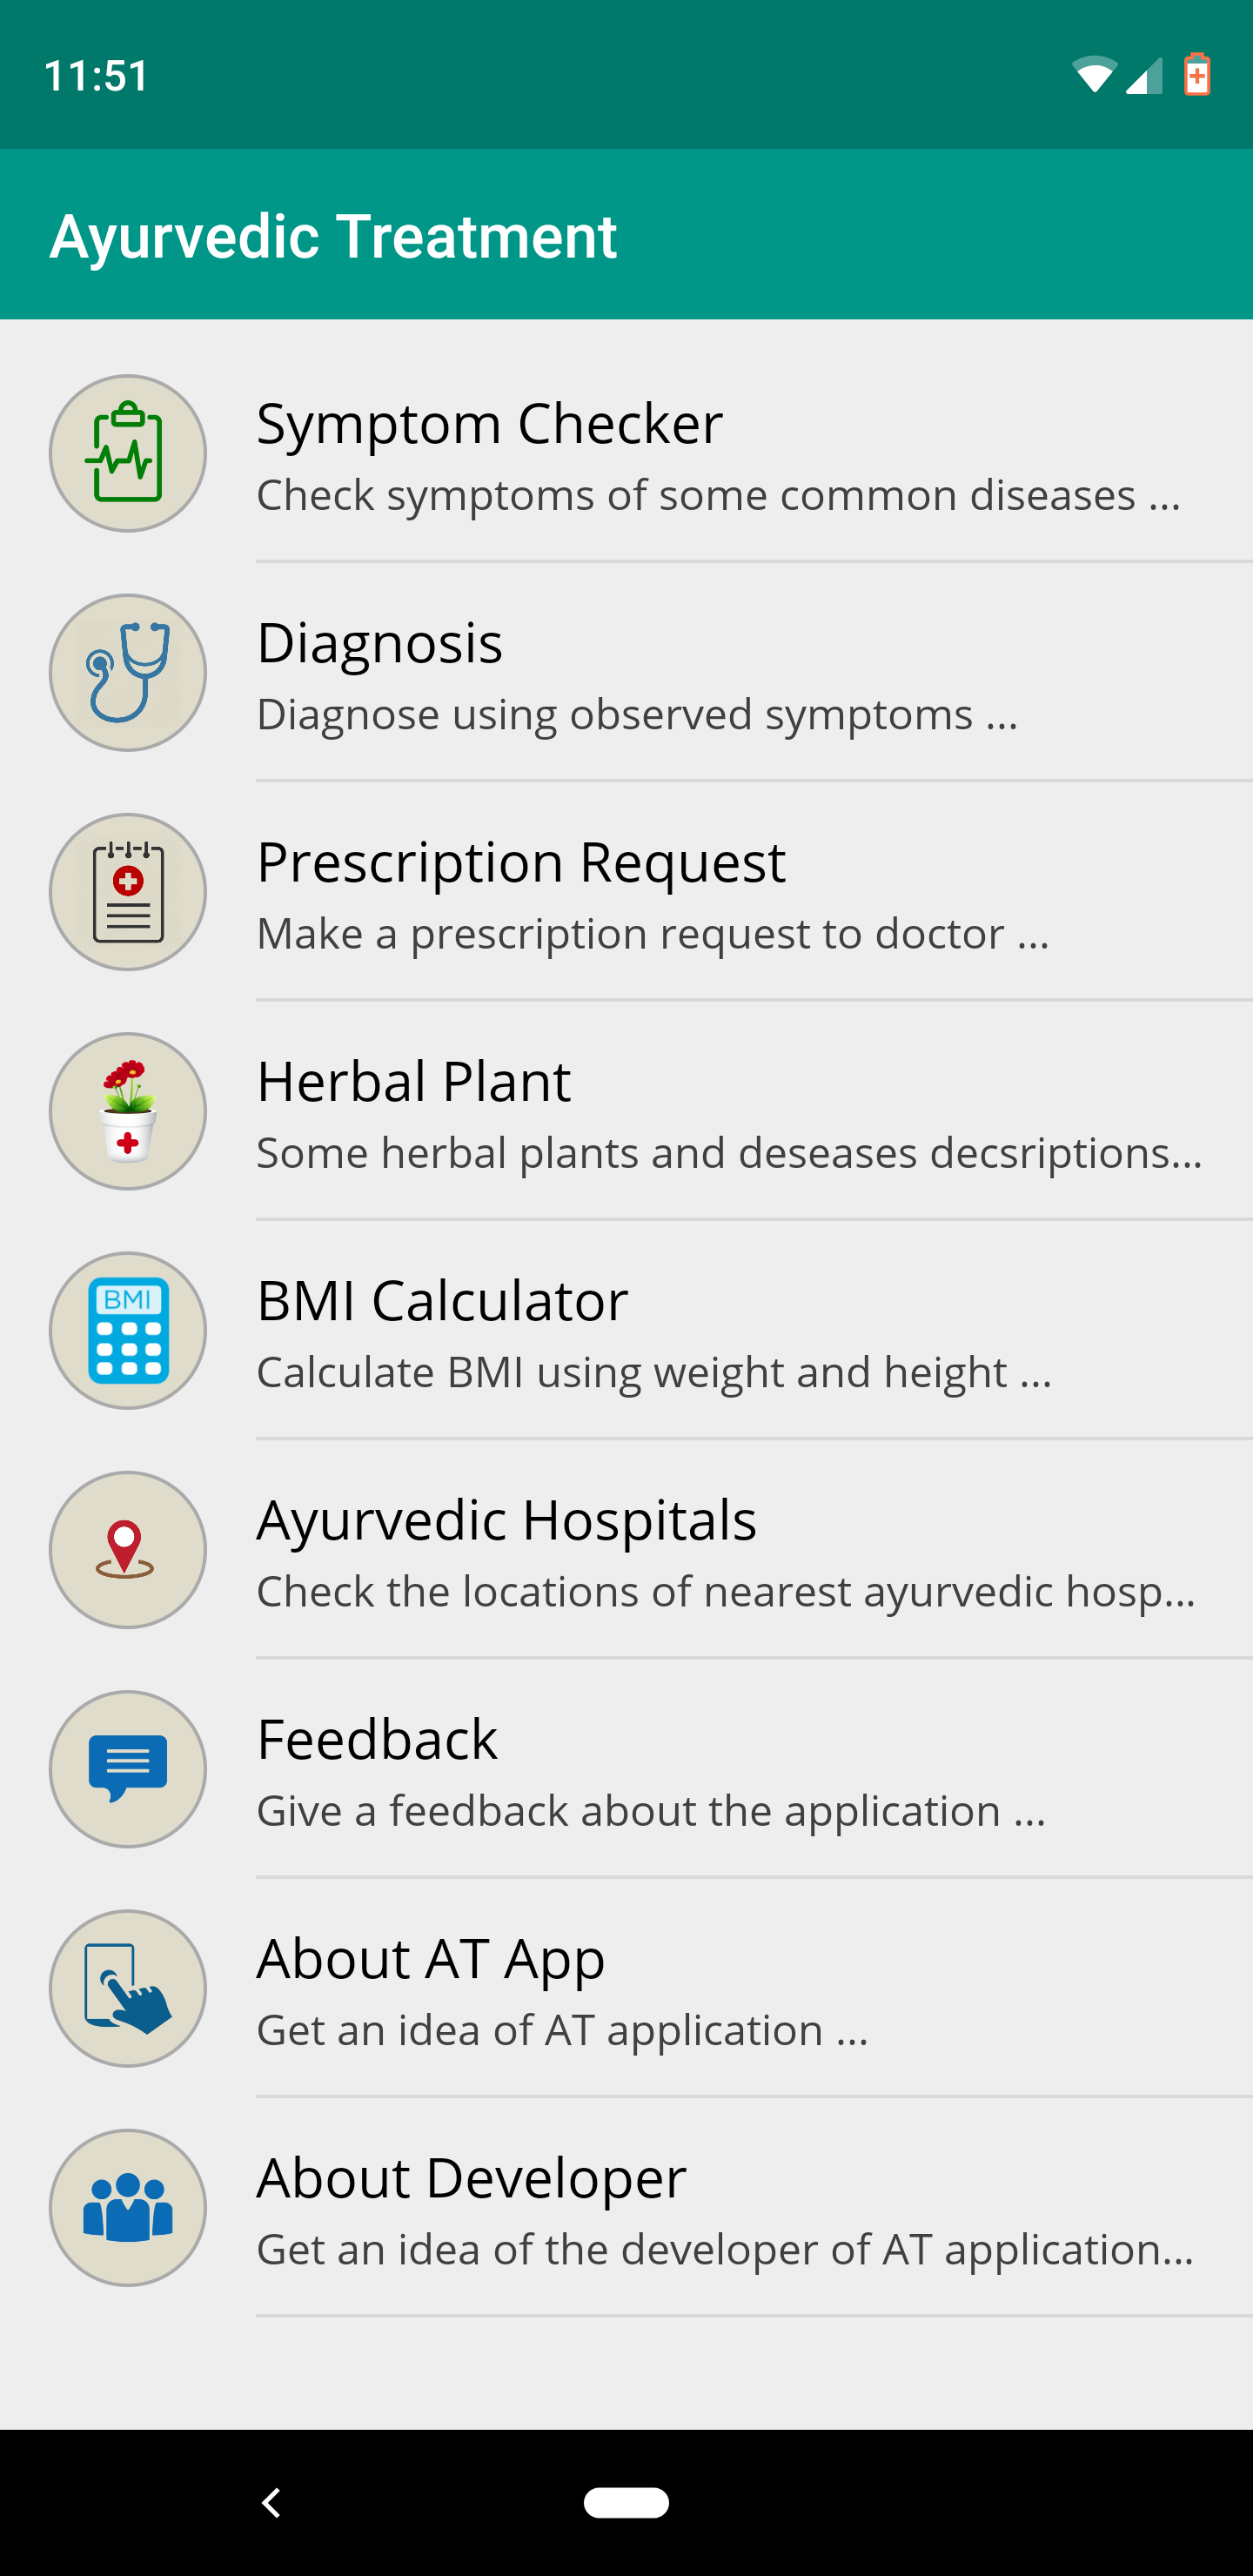 11:51
Ayurvedic Treatment
Symptom Checker
Check symptoms of some common diseases ...
Diagnosis
Diagnose using observed symptoms ...
Prescription Request
Make a prescription request to doctor ...
Herbal Plant
Some herbal plants and deseases decsriptions...
BMI
BMI Calculator
Calculate BMI using weight and height ...
Ayurvedic Hospitals
Check the locations of nearest ayurvedic hosp...
Feedback
Give a feedback about the application ...
About AT App
Get an idea of AT application ...
About Developer
Get an idea of the developer of AT application...